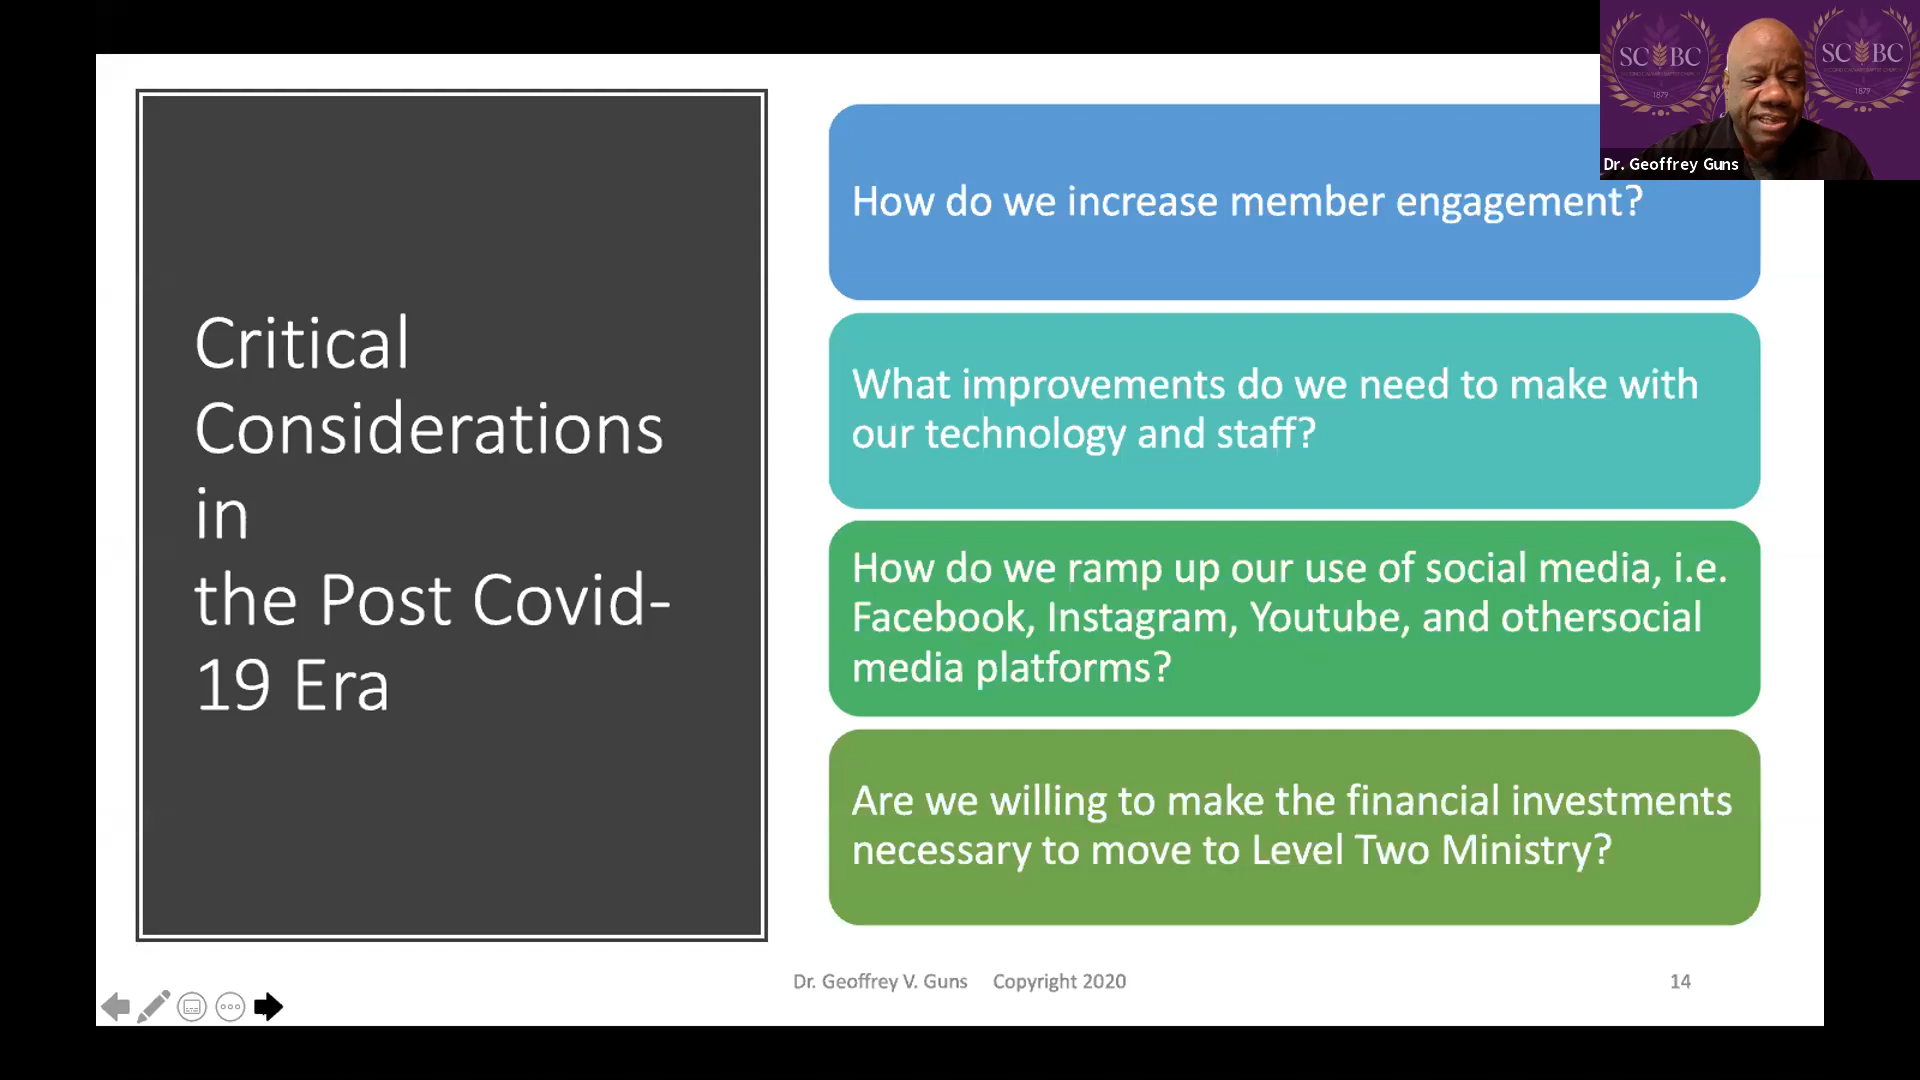 SC BC
1879
SC BC
1879
Dr. Geoffrey Guns
Critical
Considerations
in
the Post Covid-
19 Era
How do we increase member engagement?
What improvements do we need to make with
our technology and staff?
How do we ramp up our use of social media, i.e.
Facebook, Instagram, Youtube, and othersocial
media platforms?
Are we willing to make the financial investments
necessary to move to Level Two Ministry?
Dr. Geoffrey V. Guns Copyright 2020
14